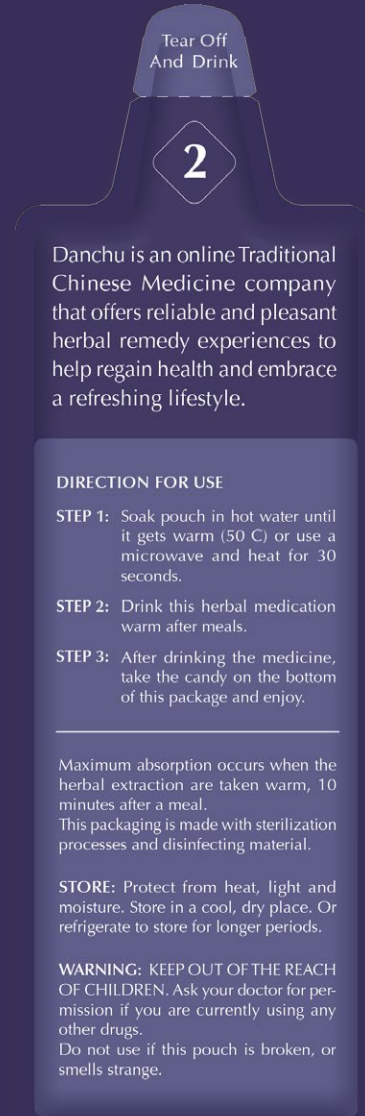 Tear Off
And Drink
2
Danchu is an online Traditional
Chinese Medicine company
that offers reliable and pleasant
herbal remedy experiences to
help regain health and embrace
a refreshing lifestyle.
DIRECTION FOR USE
STEP 1: Soak pouch in hot water until
it gets warm (50 C) or use a
microwave and heat for 30
seconds.
STEP 2: Drink this herbal medication
warm after meals.
STEP 3: After drinking the medicine,
take the candy on the bottom
of this package and enjoy.
Maximum absorption occurs when the
herbal extraction are taken warm, 10
minutes after a meal.
This packaging is made with sterilization
processes and disinfecting material.
STORE: Protect from heat, light and
moisture. Store in a cool, dry place. Or
refrigerate to store for longer periods.
WARNING: KEEP OUT OF THE REACH
OF CHILDREN. Ask your doctor for per-
mission if you are currently using any
other drugs.
Do not use if this pouch is broken, or
smells strange.